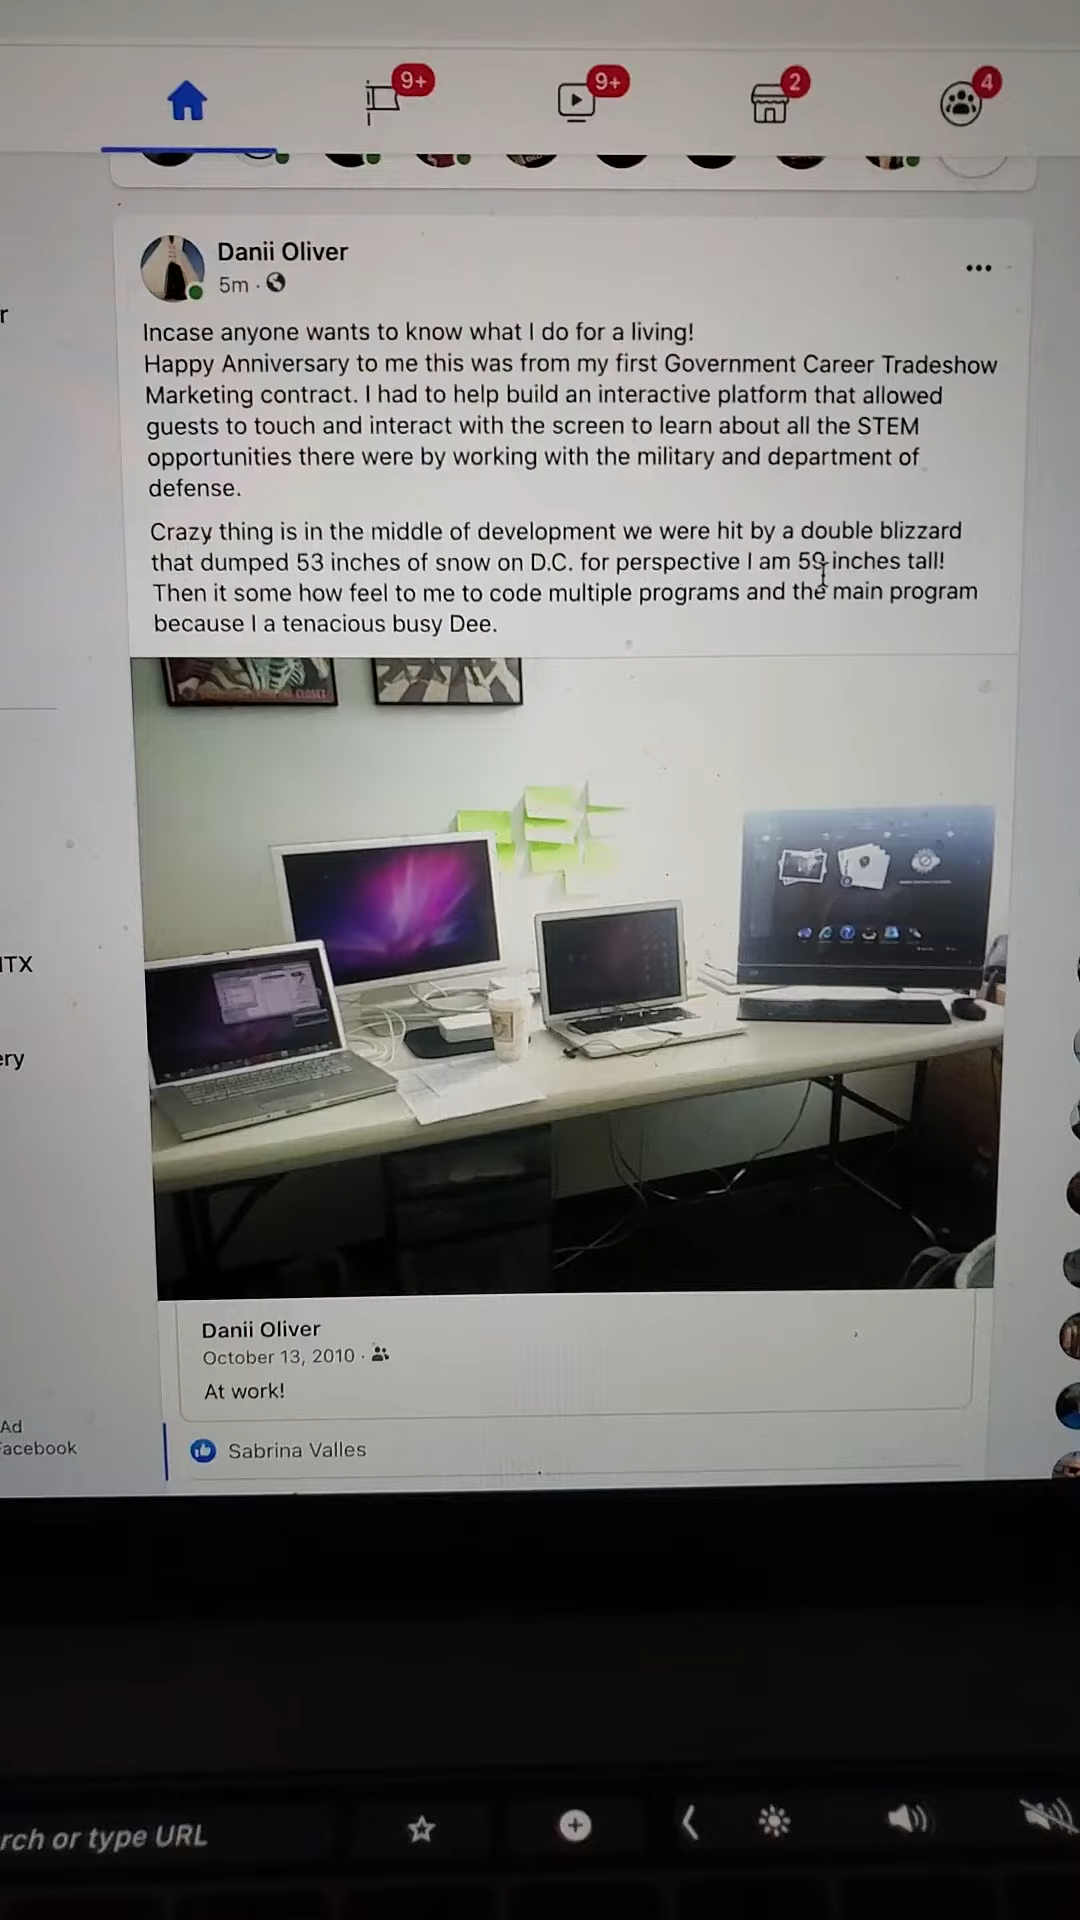 9+
9+
2
4
Danii Oliver
5m ·
Incase anyone wants to know what I do for a living!
Happy Anniversary to me this was from my first Government Career Tradeshow
Marketing contract. I had to help build an interactive platform that allowed
guests to touch and interact with the screen to learn about all the STEM
opportunities there were by working with the military and department of
defense.
Crazy thing is in the middle of development we were hit by a double blizzard
that dumped 53 inches of snow on D.C. for perspective I am 59 inches tall!
Then it some how feel to me to code multiple programs and the main program
because I a tenacious busy Dee.
CLOSET
r
ITX
ery
Danii Oliver
October 13, 2010 ·
At work!
Ad
Facebook
Sabrina Valles
rch or type URL